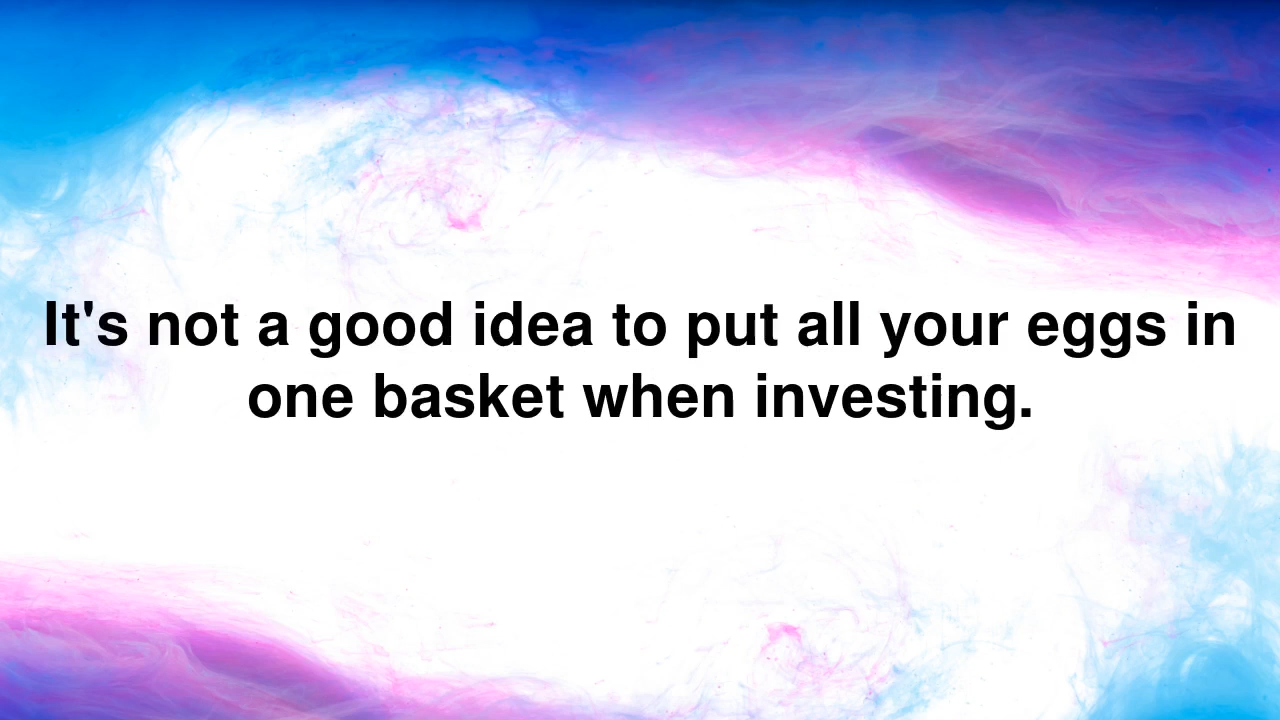 It's not a good idea to put all your eggs in
one basket when investing.